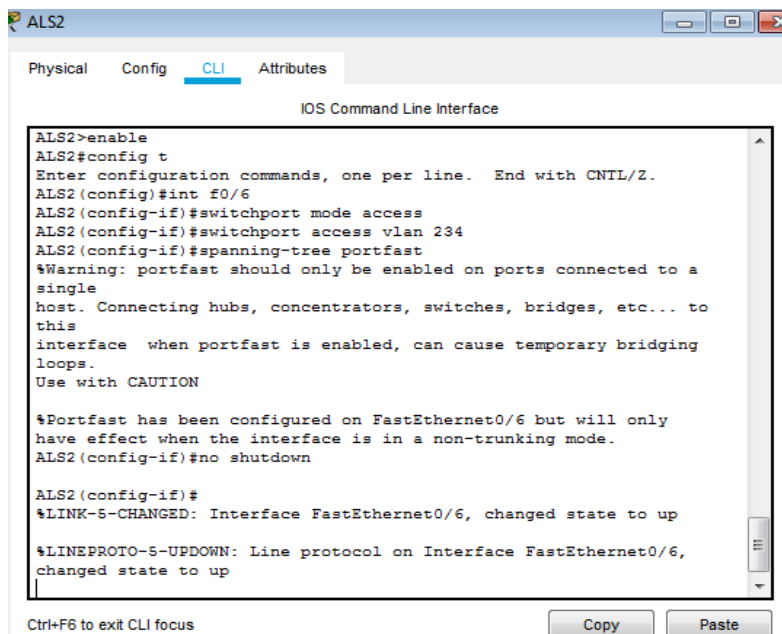 ALS2
Physical Config CLI Attributes
IOS Command Line Interface
ALS2>enable
ALS2#config t
Enter configuration commands, one per line.  End with CNTL/Z.
ALS2(config)#int f0/6
ALS2(config-if)#switchport mode access
ALS2(config-if)#switchport access vlan 234
ALS2(config-if)#spanning-tree portfast
%Warning: portfast should only be enabled on ports connected to a
single
host. Connecting hubs, concentrators, switches, bridges, etc... to
this
interface  when portfast is enabled, can cause temporary bridging
loops.
Use with CAUTION
%Portfast has been configured on FastEthernet0/6 but will only
have effect when the interface is in a non-trunking mode.
ALS2(config-if)#no shutdown
ALS2(config-if)#
%LINK-5-CHANGED: Interface FastEthernet0/6, changed state to up
%LINEPROTO-5-UPDOWN: Line protocol on Interface FastEthernet0/6,
changed state to up
Ctrl+F6 to exit CLI focus
Copy Paste